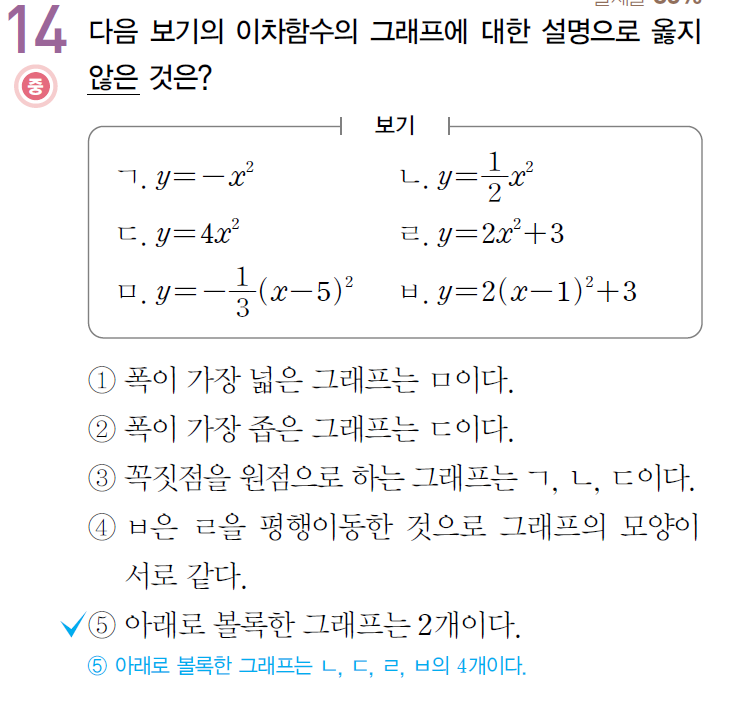 14 다음 보기의 이차함수의 그래프에 대한 설명으로 옳지
중 않은 것은?
보기
ㄱ. y=-x² ㄴ. y=1/2x²
ㄷ. y=4x² ㄹ. y=2x²+3
ㅁ. y=-1/3(x-5)² ㅂ. y=2(x-1)²+3
① 폭이 가장 넓은 그래프는 ㅁ이다.
② 폭이 가장 좁은 그래프는 ㄷ이다.
③ 꼭짓점을 원점으로 하는 그래프는 ㄱ, ㄴ, ㄷ이다.
④ ㅂ은 ㄹ을 평행이동한 것으로 그래프의 모양이
서로 같다.
⑤ 아래로 볼록한 그래프는 2개이다.
⑤ 아래로 볼록한 그래프는 ㄴ, ㄷ, ㄹ, ㅂ의 4개이다.